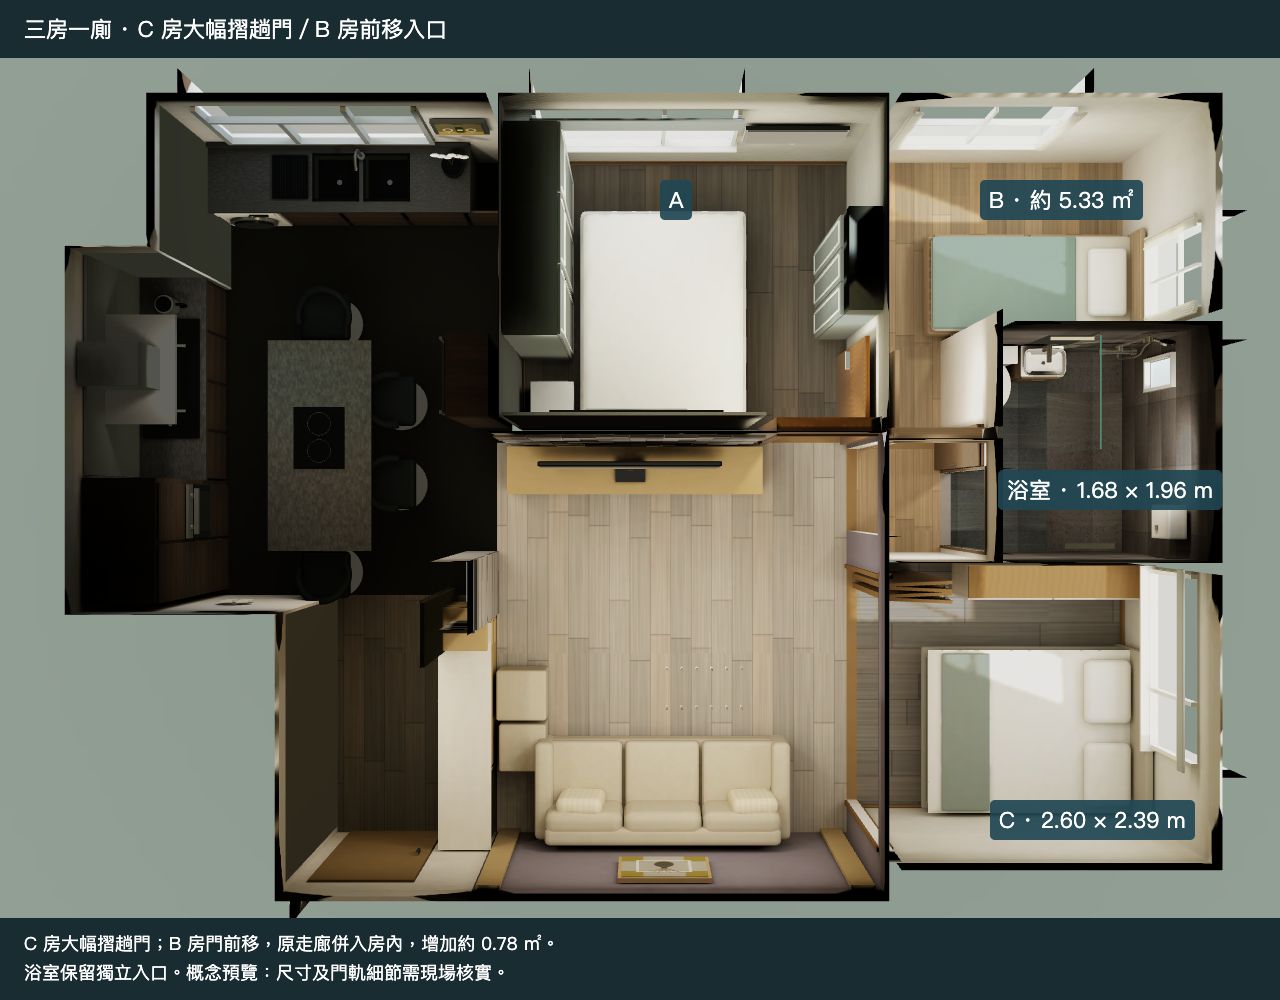 三房一廁 · C 房大幅摺趟門 / B 房前移入口
A
B · 約 5.33 ㎡
浴室 · 1.68 × 1.96 m
C · 2.60 × 2.39 m
C 房大幅摺趟門；B 房門前移，原走廊併入房內，增加約 0.78 ㎡。
浴室保留獨立入口。概念預覽：尺寸及門軌細節需現場核實。